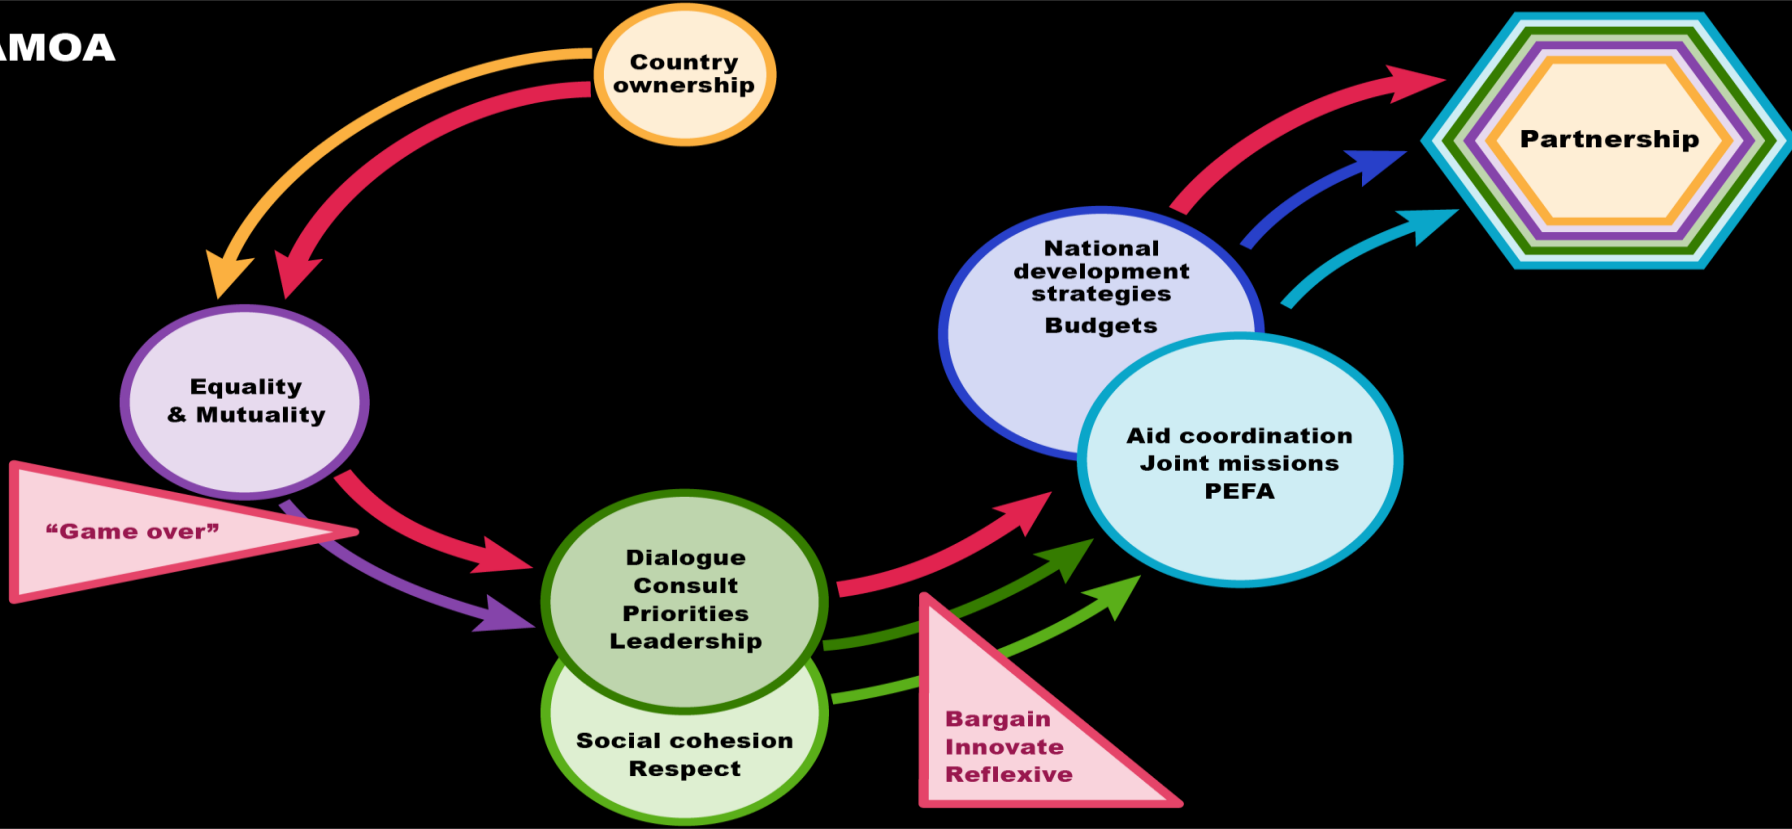 AMOA
Country
ownership
Partnership
National
development
strategies
Budgets
Equality
& Mutuality
Aid coordination
Joint missions
PEFA
“Game over”
Dialogue
Consult
Priorities
Leadership
Social cohesion
Respect
Bargain
Innovate
Reflexive